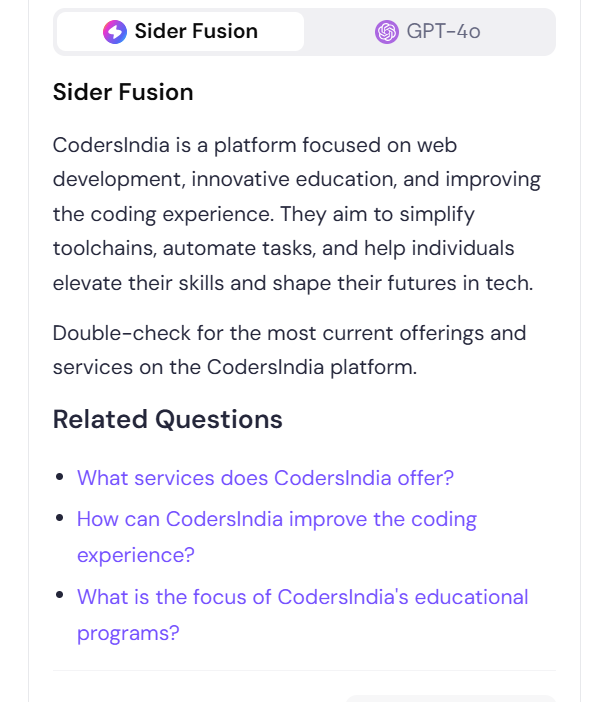 Sider Fusion
GPT-4o
Sider Fusion
CodersIndia is a platform focused on web
development, innovative education, and improving
the coding experience. They aim to simplify
toolchains, automate tasks, and help individuals
elevate their skills and shape their futures in tech.
Double-check for the most current offerings and
services on the CodersIndia platform.
Related Questions
• What services does CodersIndia offer?
• How can CodersIndia improve the coding
experience?
• What is the focus of CodersIndia's educational
programs?